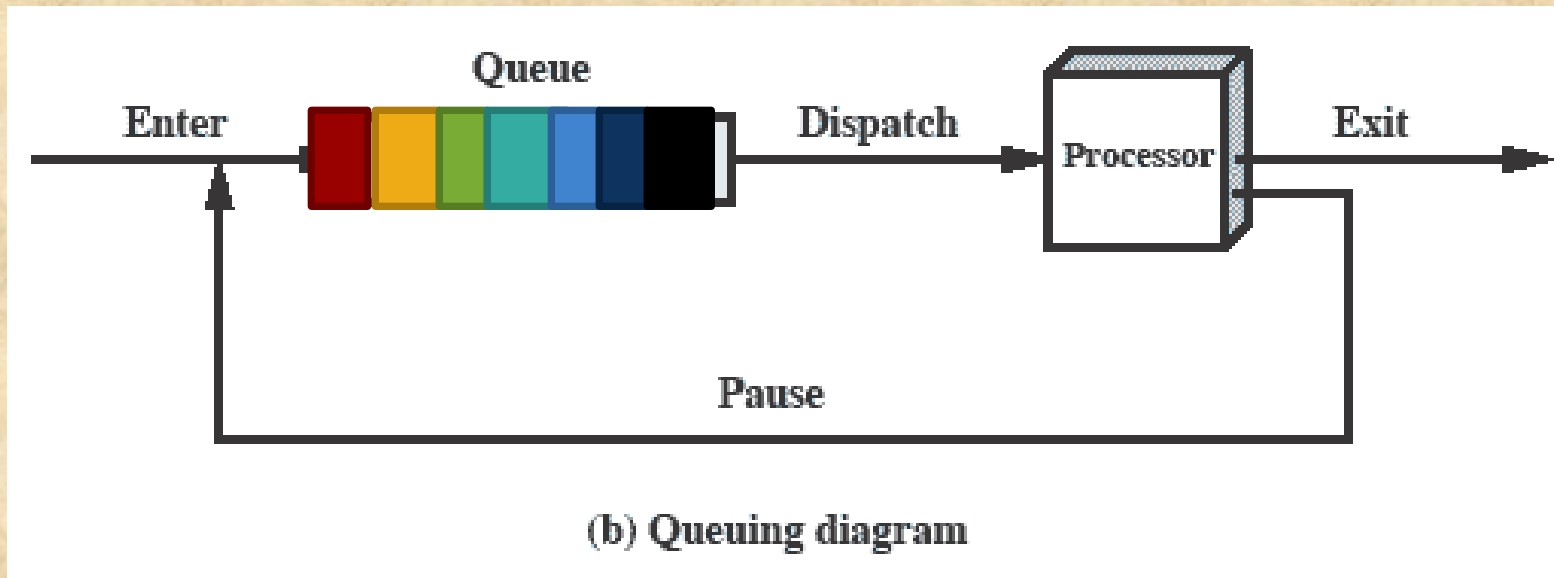 Queue
Enter
Dispatch
Processor
Exit
Pause
(b) Queuing diagram